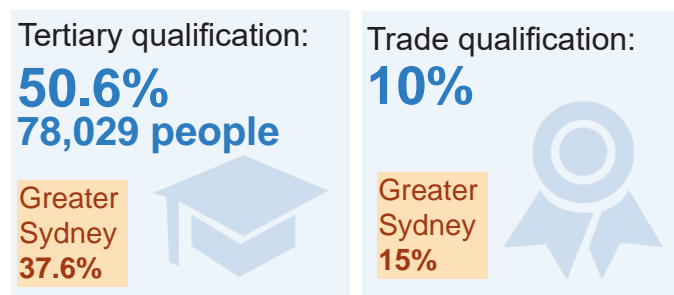 Tertiary qualification:
50.6%
78,029 people
Greater
Sydney
37.6%
Trade qualification:
10%
Greater
Sydney
15%